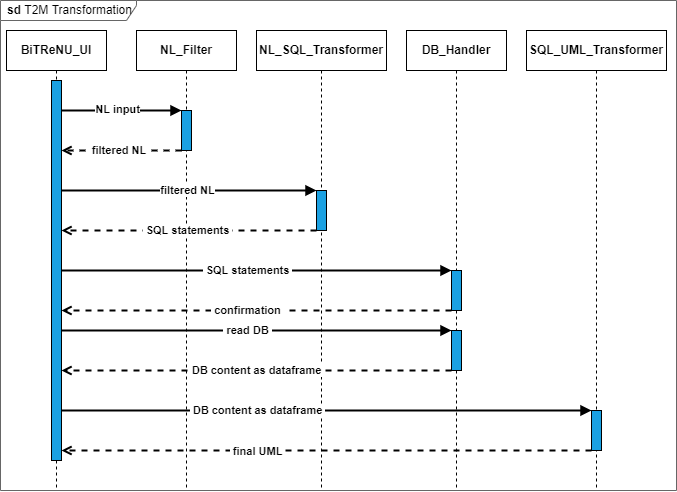 sd T2M Transformation
BiTReNU_UI
NL_Filter
NL_SQL_Transformer
DB_Handler
SQL_UML_Transformer
NL input
filtered NL
filtered NL
SQL statements
SQL statements
confirmation
read DB
DB content as dataframe
DB content as dataframe
final UML